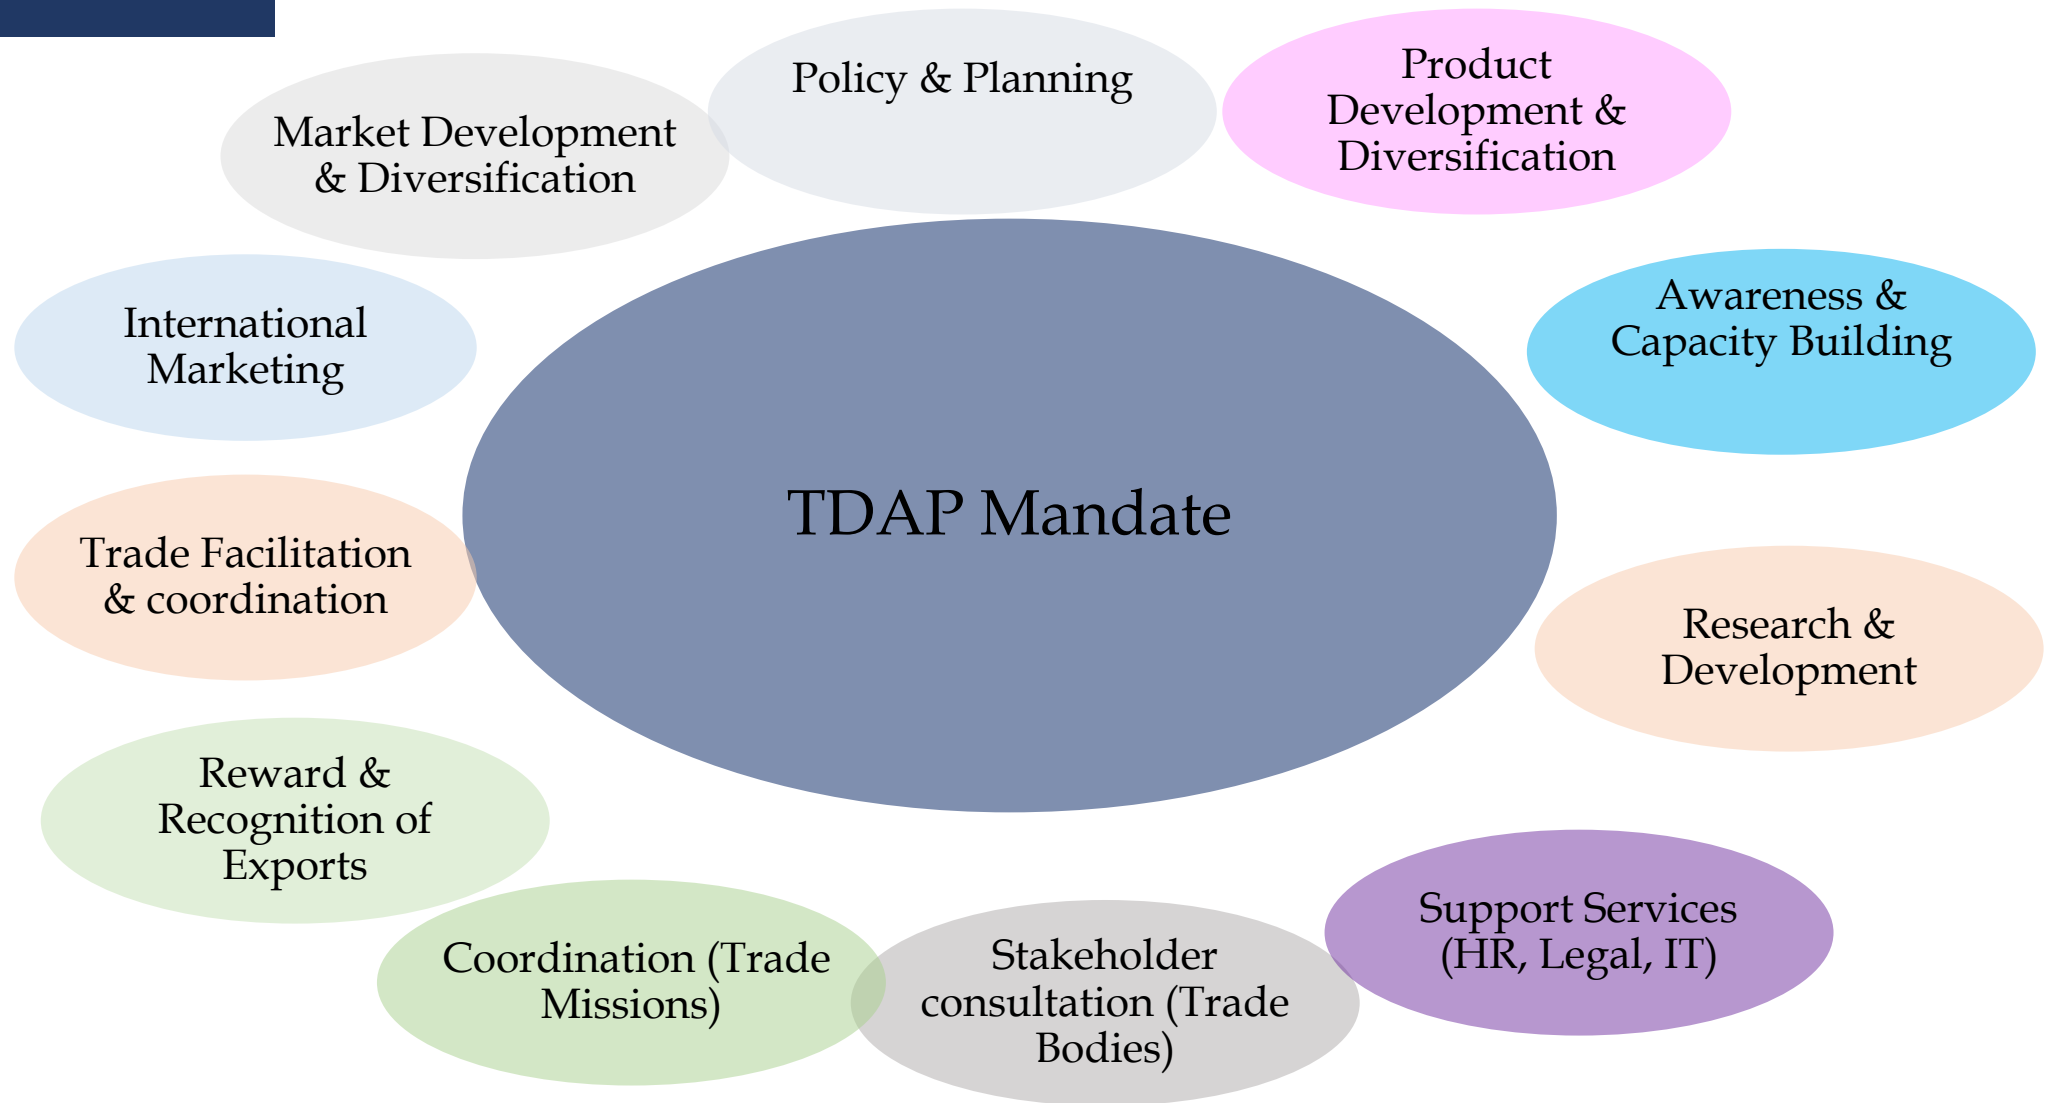 Policy & Planning
Product
Development &
Diversification
Market Development
& Diversification
Awareness &
Capacity Building
International
Marketing
TDAP Mandate
Trade Facilitation
& coordination
Research &
Development
Reward &
Recognition of
Exports
Support Services
(HR, Legal, IT)
Coordination (Trade
Missions)
Stakeholder
consultation (Trade
Bodies)